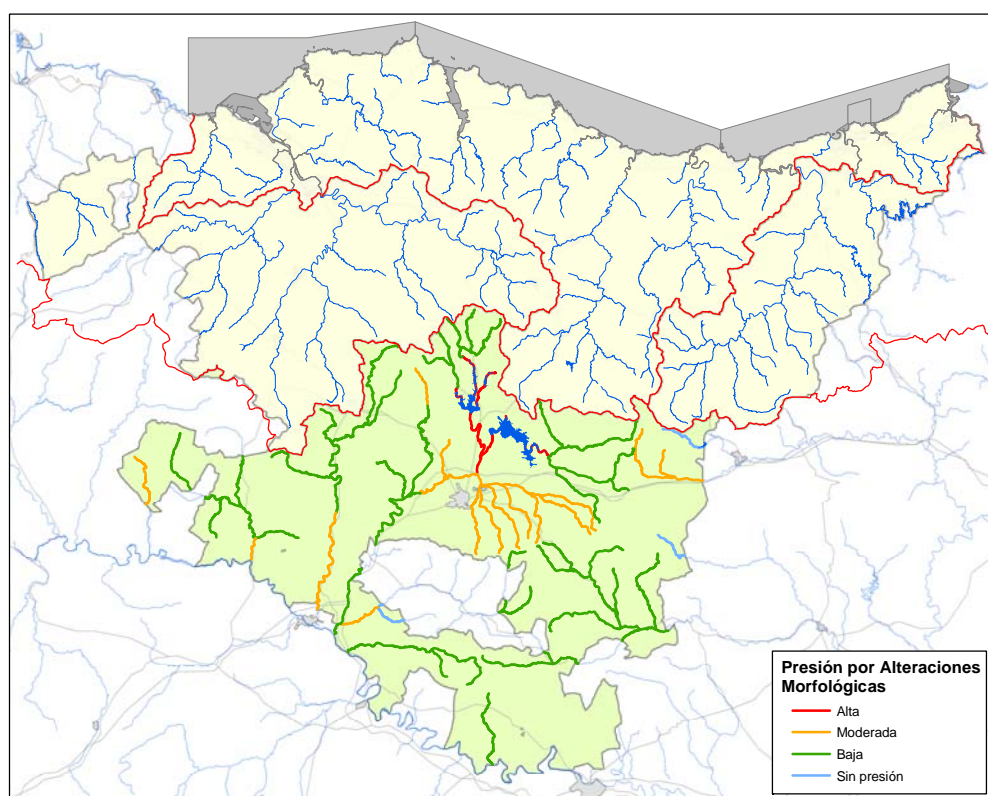 Presión por Alteraciones
Morfológicas
Alta
Moderada
Baja
Sin presión